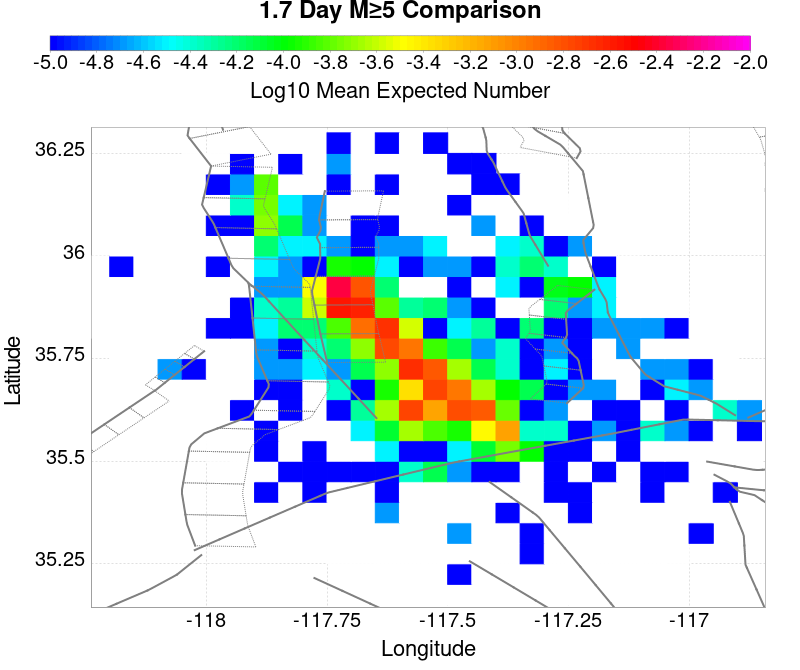 1.7 Day M≥5 Comparison
-5.0 -4.8 -4.6 -4.4 -4.2 -4.0 -3.8 -3.6 -3.4 -3.2 -3.0 -2.8 -2.6 -2.4 -2.2 -2.0
Log10 Mean Expected Number
36.25
36
35.75
35.5
35.25
Latitude
-118 -117.75 -117.5 -117.25 -117
Longitude